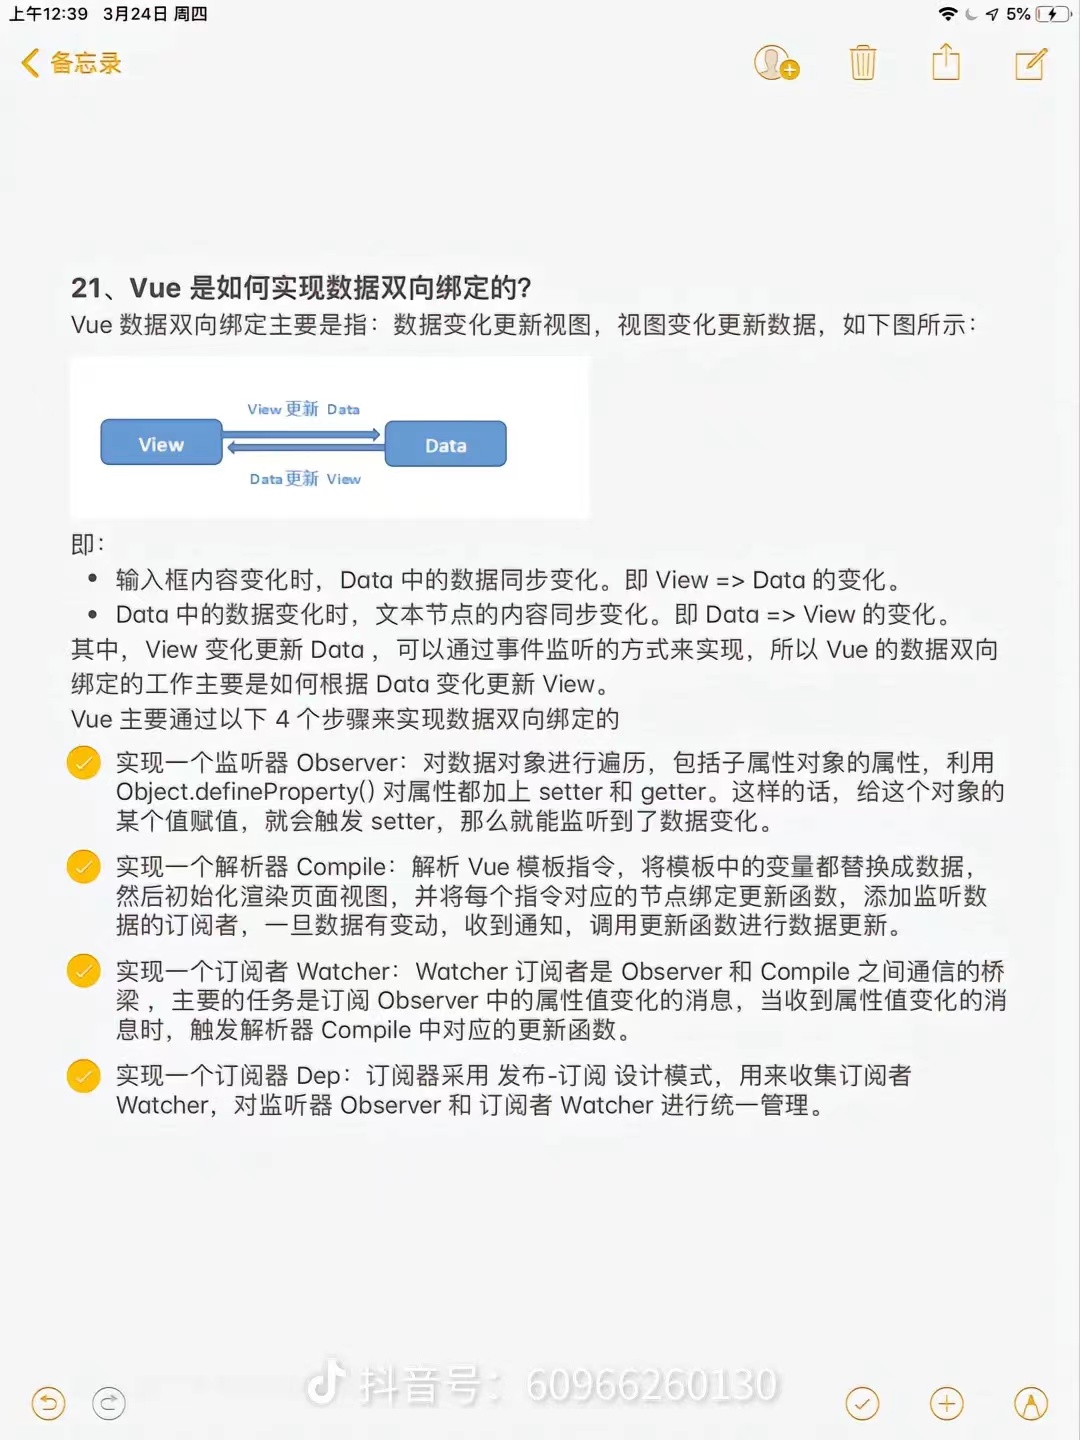 上午12:39 3月24日 周四
5%
备忘录
21、Vue 是如何实现数据双向绑定的?
Vue 数据双向绑定主要是指：数据变化更新视图，视图变化更新数据，如下图所示：
View 更新 Data
View
Data
Data更新 View
即：
• 输入框内容变化时，Data 中的数据同步变化。即 View => Data 的变化。
• Data 中的数据变化时，文本节点的内容同步变化。即 Data => View 的变化。
其中，View 变化更新 Data ，可以通过事件监听的方式来实现，所以 Vue 的数据双向
绑定的工作主要是如何根据 Data 变化更新 View。
Vue 主要通过以下 4 个步骤来实现数据双向绑定的
实现一个监听器 Observer：对数据对象进行遍历，包括子属性对象的属性，利用
Object.defineProperty() 对属性都加上 setter 和 getter。这样的话，给这个对象的
某个值赋值，就会触发 setter，那么就能监听到了数据变化。
实现一个解析器 Compile：解析 Vue 模板指令，将模板中的变量都替换成数据，
然后初始化渲染页面视图，并将每个指令对应的节点绑定更新函数，添加监听数
据的订阅者，一旦数据有变动，收到通知，调用更新函数进行数据更新。
实现一个订阅者 Watcher：Watcher 订阅者是 Observer 和 Compile 之间通信的桥
梁 ，主要的任务是订阅 Observer 中的属性值变化的消息，当收到属性值变化的消
息时，触发解析器 Compile 中对应的更新函数。
实现一个订阅器 Dep：订阅器采用 发布-订阅 设计模式，用来收集订阅者
Watcher，对监听器 Observer 和 订阅者 Watcher 进行统一管理。
抖音号：60966260130